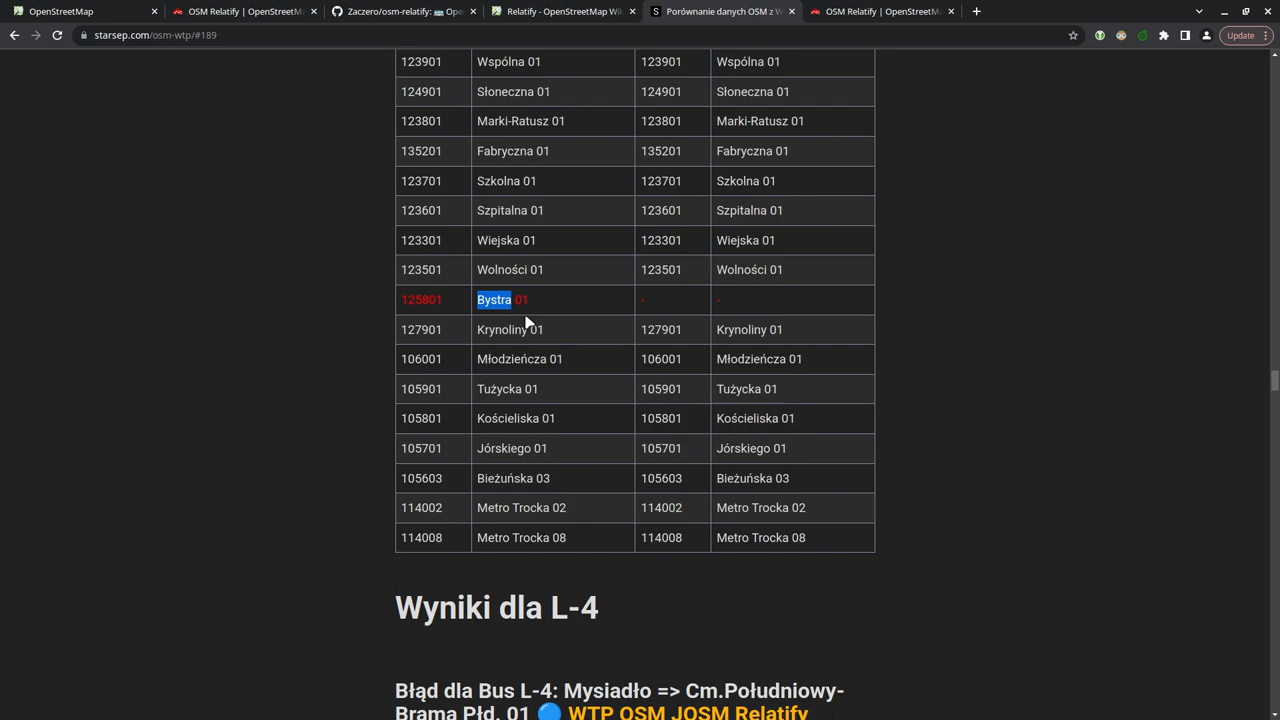 OpenStreetMap
OSM Relatify | OpenStreetM
Zaczero/osm-relatify: Ope
Relatify - OpenStreetMap Wik
Porównanie danych OSM z W
OSM Relatify | OpenStreetMa
starsep.com/osm-wtp/#189
Update
123901 Wspólna 01 123901 Wspólna 01
124901 Słoneczna 01 124901 Słoneczna 01
123801 Marki-Ratusz 01 123801 Marki-Ratusz 01
135201 Fabryczna 01 135201 Fabryczna 01
123701 Szkolna 01 123701 Szkolna 01
123601 Szpitalna 01 123601 Szpitalna 01
123301 Wiejska 01 123301 Wiejska 01
123501 Wolności 01 123501 Wolności 01
125801 Bystra 01 - -
127901 Krynoliny 01 127901 Krynoliny 01
106001 Młodzieńcza 01 106001 Młodzieńcza 01
105901 Tużycka 01 105901 Tużycka 01
105801 Kościeliska 01 105801 Kościeliska 01
105701 Jórskiego 01 105701 Jórskiego 01
105603 Bieżuńska 03 105603 Bieżuńska 03
114002 Metro Trocka 02 114002 Metro Trocka 02
114008 Metro Trocka 08 114008 Metro Trocka 08
Wyniki dla L-4
Błąd dla Bus L-4: Mysiadło => Cm.Południowy-
Brama Płd. 01 WTP OSM JOSM Relatify